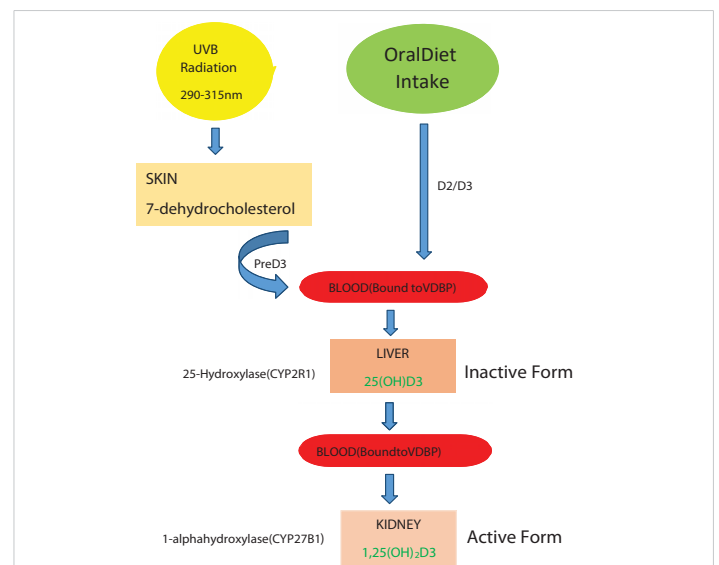 UVB
Radiation
290-315nm
OralDiet
Intake
SKIN
7-dehydrocholesterol
D2/D3
PreD3
BLOOD(Bound toVDBP)
LIVER
25(OH)D3
25-Hydroxylase(CYP2R1)
Inactive Form
BLOOD(BoundtoVDBP)
KIDNEY
1,25(OH)₂D3
1-alphahydroxylase(CYP27B1)
Active Form